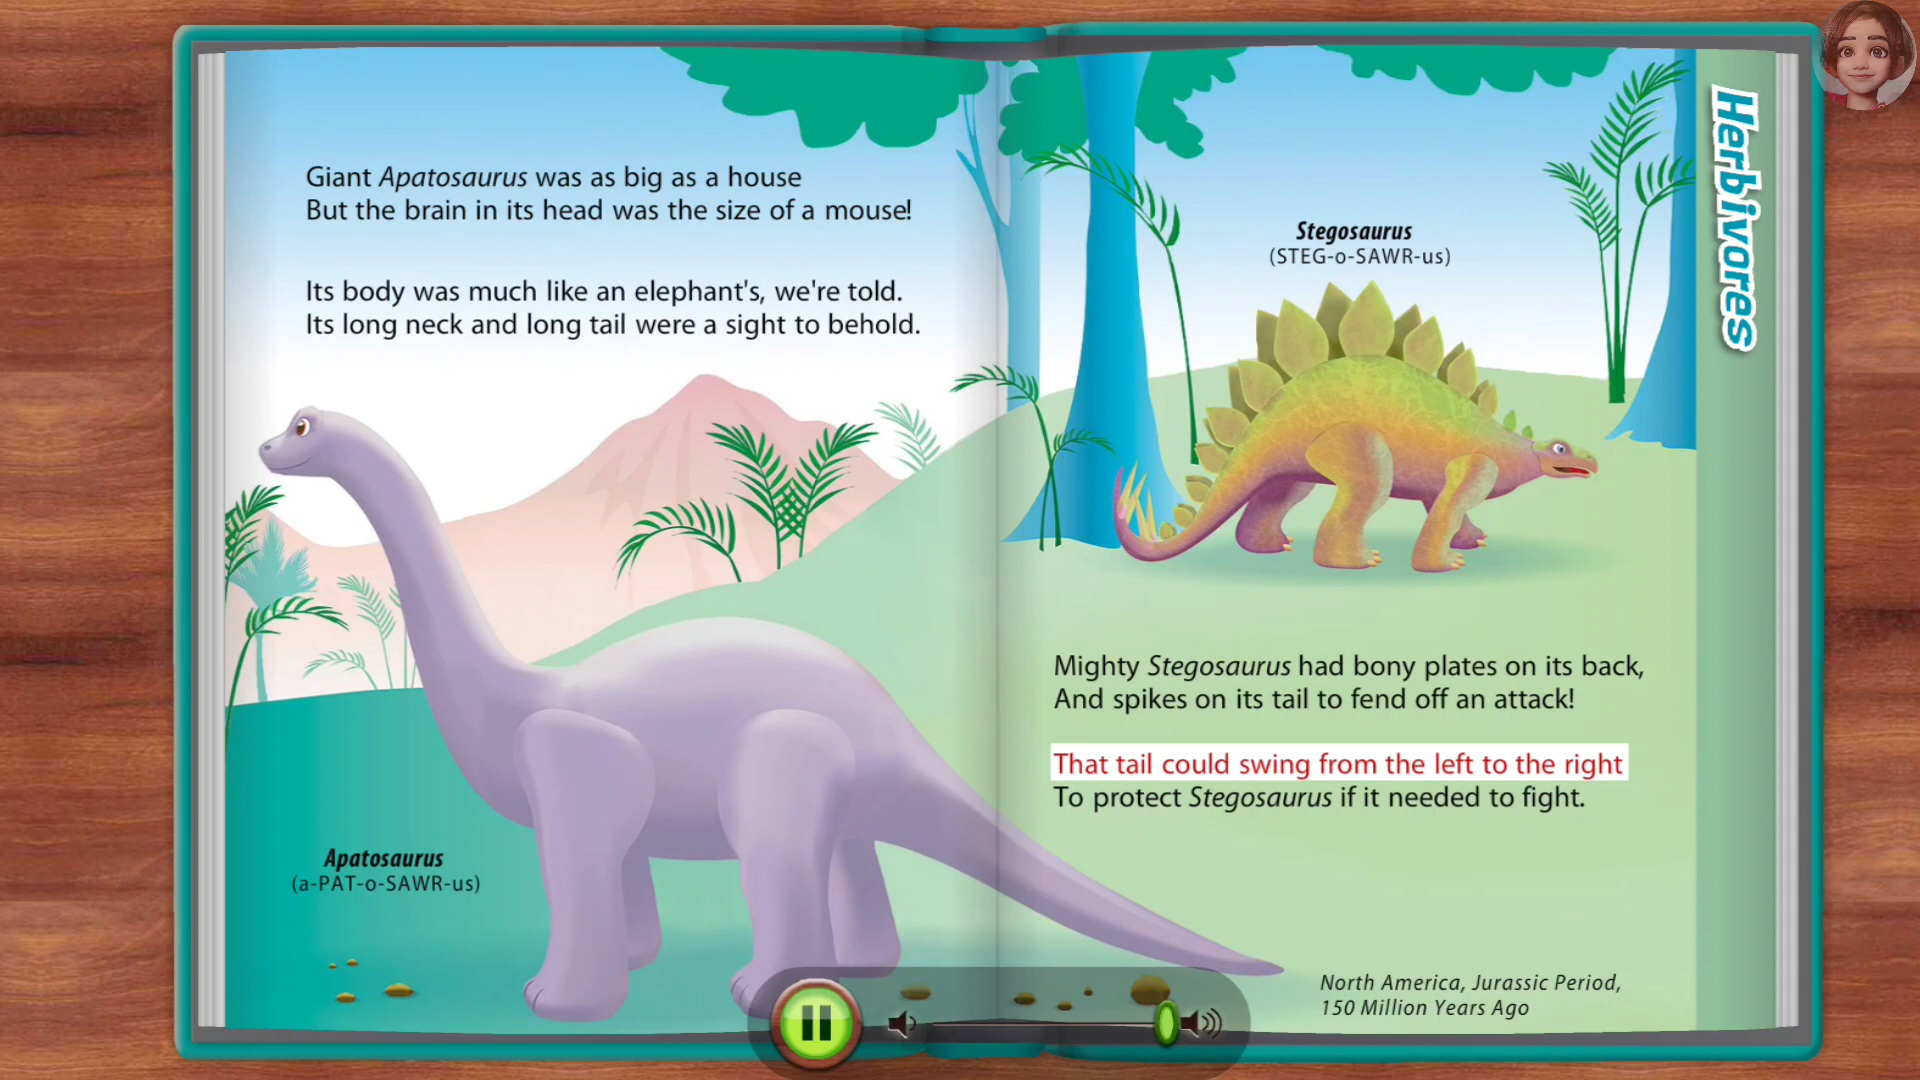 Giant Apatosaurus was as big as a house
But the brain in its head was the size of a mouse!
Its body was much like an elephant's, we're told.
Its long neck and long tail were a sight to behold.
Apatosaurus
(a-PAT-o-SAWR-us)
Stegosaurus
(STEG-o-SAWR-us)
Mighty Stegosaurus had bony plates on its back,
And spikes on its tail to fend off an attack!
That tail could swing from the left to the right
To protect Stegosaurus if it needed to fight.
North America, Jurassic Period,
150 Million Years Ago
Herbivores